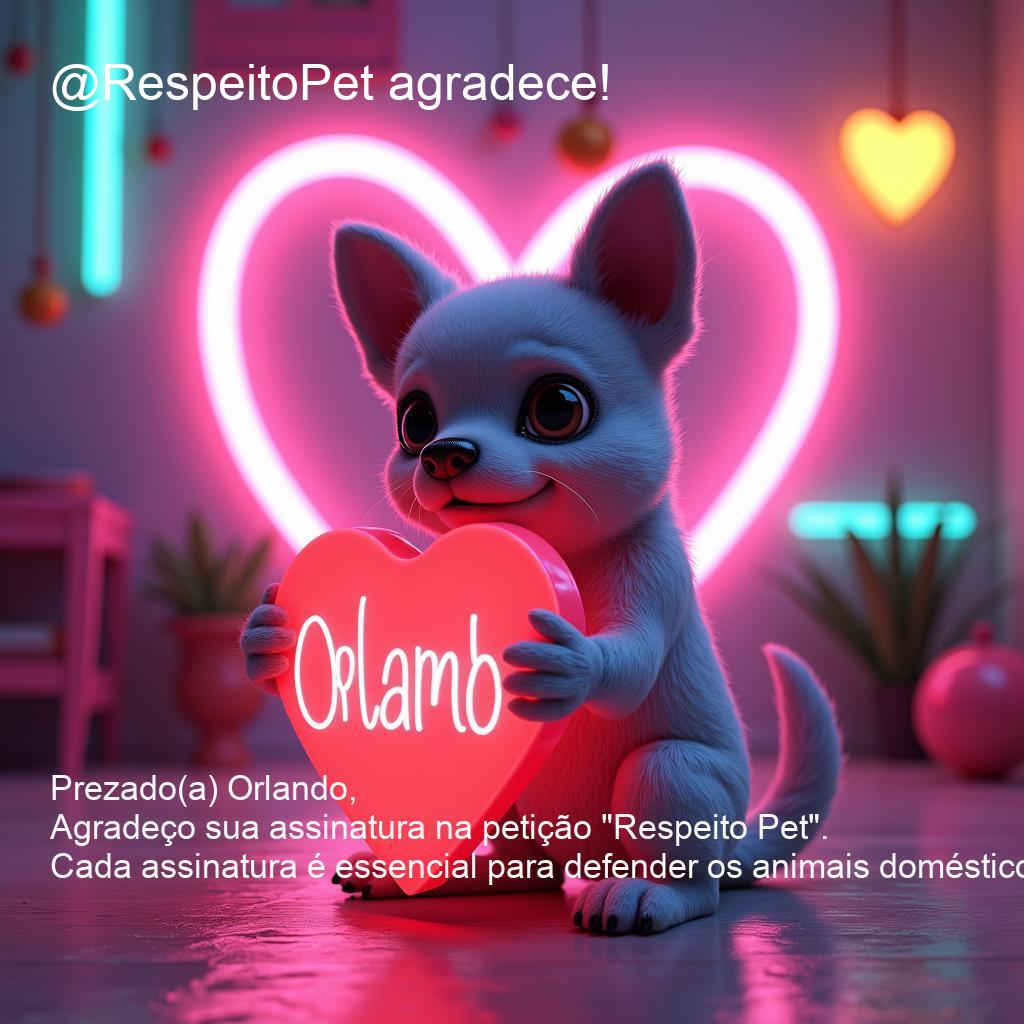 @RespeitoPet agradece!
Orlamb
Prezado(a) Orlando,
Agradeço sua assinatura na petição "Respeito Pet".
Cada assinatura é essencial para defender os animais doméstico